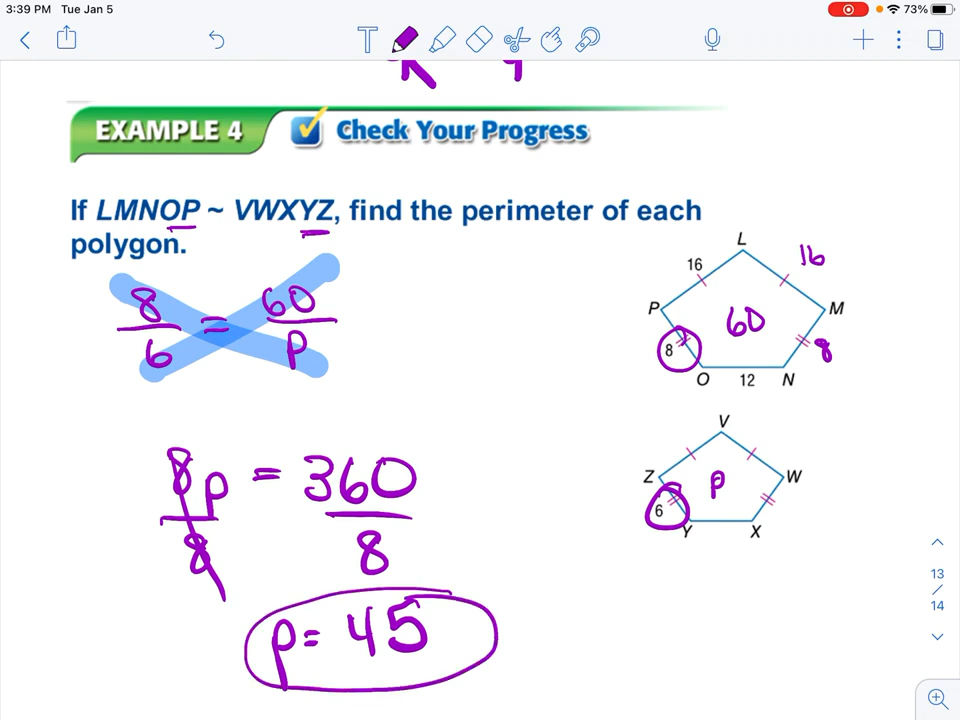 3:39 PM Tue Jan 5 73%
T
EXAMPLE 4 Check Your Progress
If LMNOP ~ VWXYZ, find the perimeter of each
polygon.
8/6 = 60/P
8p = 360
8 8
p = 45
L
16 16
P M
60
8 8
O 12 N
V
Z W
p
6
Y X
13
/
14